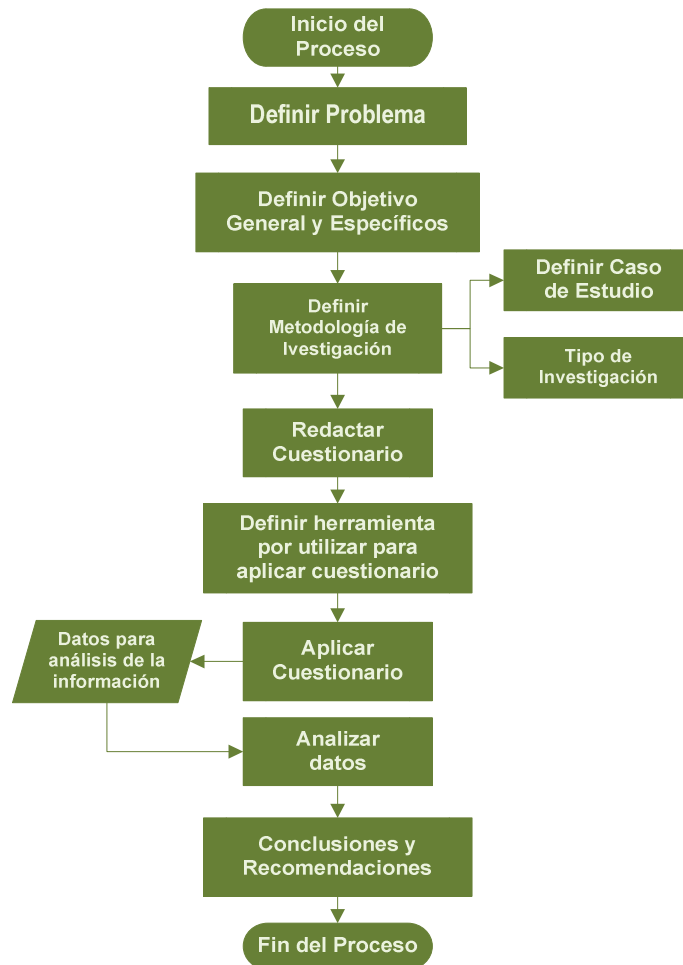 Inicio del
Proceso
Definir Problema
Definir Objetivo
General y Específicos
Definir
Metodología de
Ivestigación
Definir Caso
de Estudio
Tipo de
Investigación
Redactar
Cuestionario
Definir herramienta
por utilizar para
aplicar cuestionario
Aplicar
Cuestionario
Datos para
análisis de la
información
Analizar
datos
Conclusiones y
Recomendaciones
Fin del Proceso